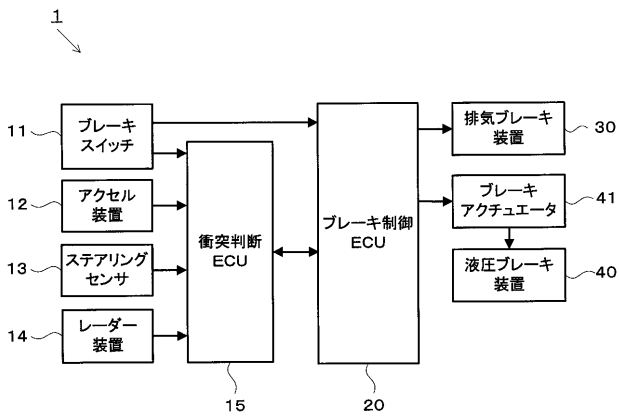 1
11
ブレーキ
スイッチ
12
アクセル
装置
13
ステアリング
センサ
14
レーダー
装置
衝突判断
ECU
15
ブレーキ制御
ECU
20
排気ブレーキ
装置
30
ブレーキ
アクチュエータ
41
液圧ブレーキ
装置
40